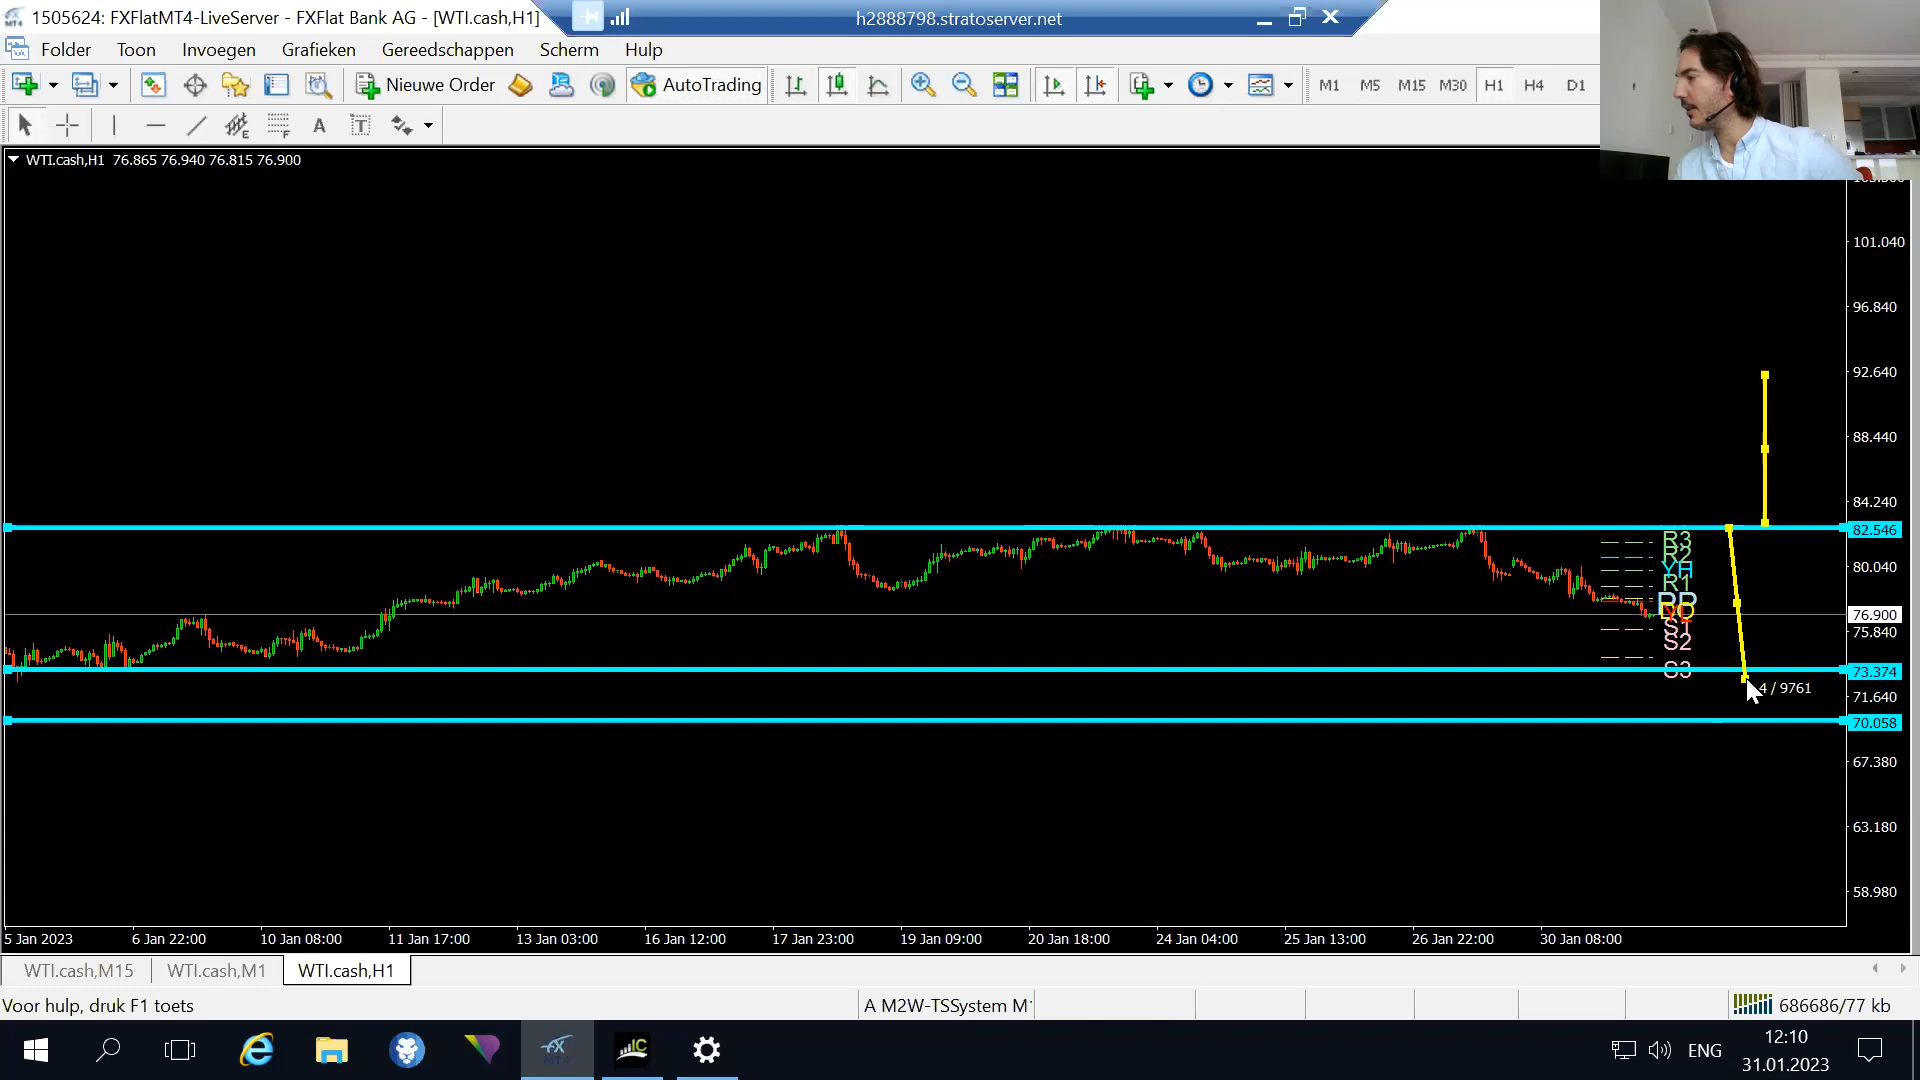 1505624: FXFlatMT4-LiveServer - FXFlat Bank AG - [WTI.cash,H1]
h2888798.stratoserver.net
Folder Toon Invoegen Grafieken Gereedschappen Scherm Hulp
Nieuwe Order AutoTrading M1 M5 M15 M30 H1 H4 D1
E F A T
WTI.cash,H1 76.865 76.940 76.815 76.900
101.040
96.840
92.640
88.440
84.240
82.546
R3
R2
80.040
YH
R1
PP
76.900
75.840
S1
S2
S3
73.374
4 / 9761
71.640
70.058
67.380
63.180
58.980
5 Jan 2023 6 Jan 22:00 10 Jan 08:00 11 Jan 17:00 13 Jan 03:00 16 Jan 12:00 17 Jan 23:00 19 Jan 09:00 20 Jan 18:00 24 Jan 04:00 25 Jan 13:00 26 Jan 22:00 30 Jan 08:00
WTI.cash,M15 WTI.cash,M1 WTI.cash,H1
Voor hulp, druk F1 toets
A M2W-TSSystem M
686686/77 kb
FX
MT4
IC
ENG
12:10
31.01.2023